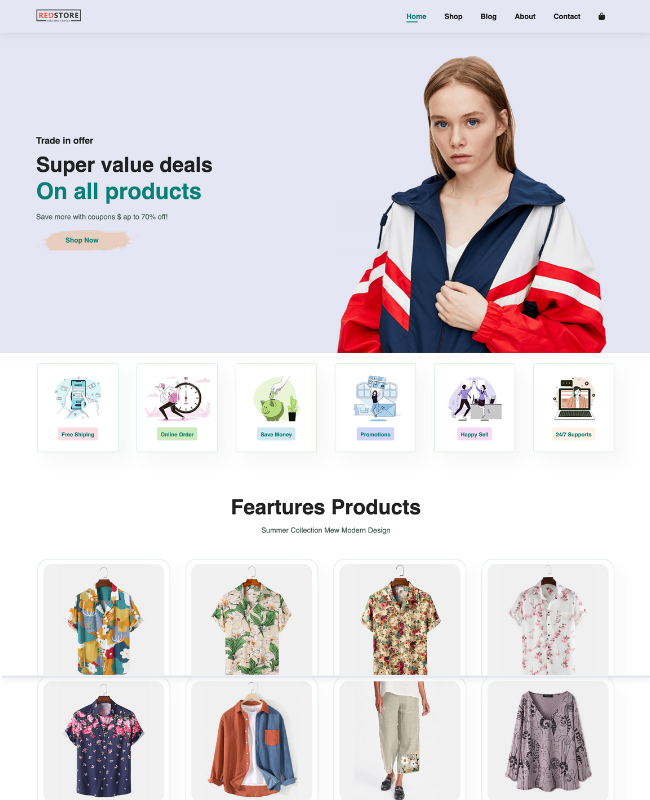 REDSTORE
Home Shop Blog About Contact
Trade in offer
Super value deals
On all products
Save more with coupons $ ap to 70% off!
Shop Now
Free Shiping Online Order Save Money Promotions Happy Sell 24/7 Supports
Feartures Products
Summer Collection Mew Modern Design